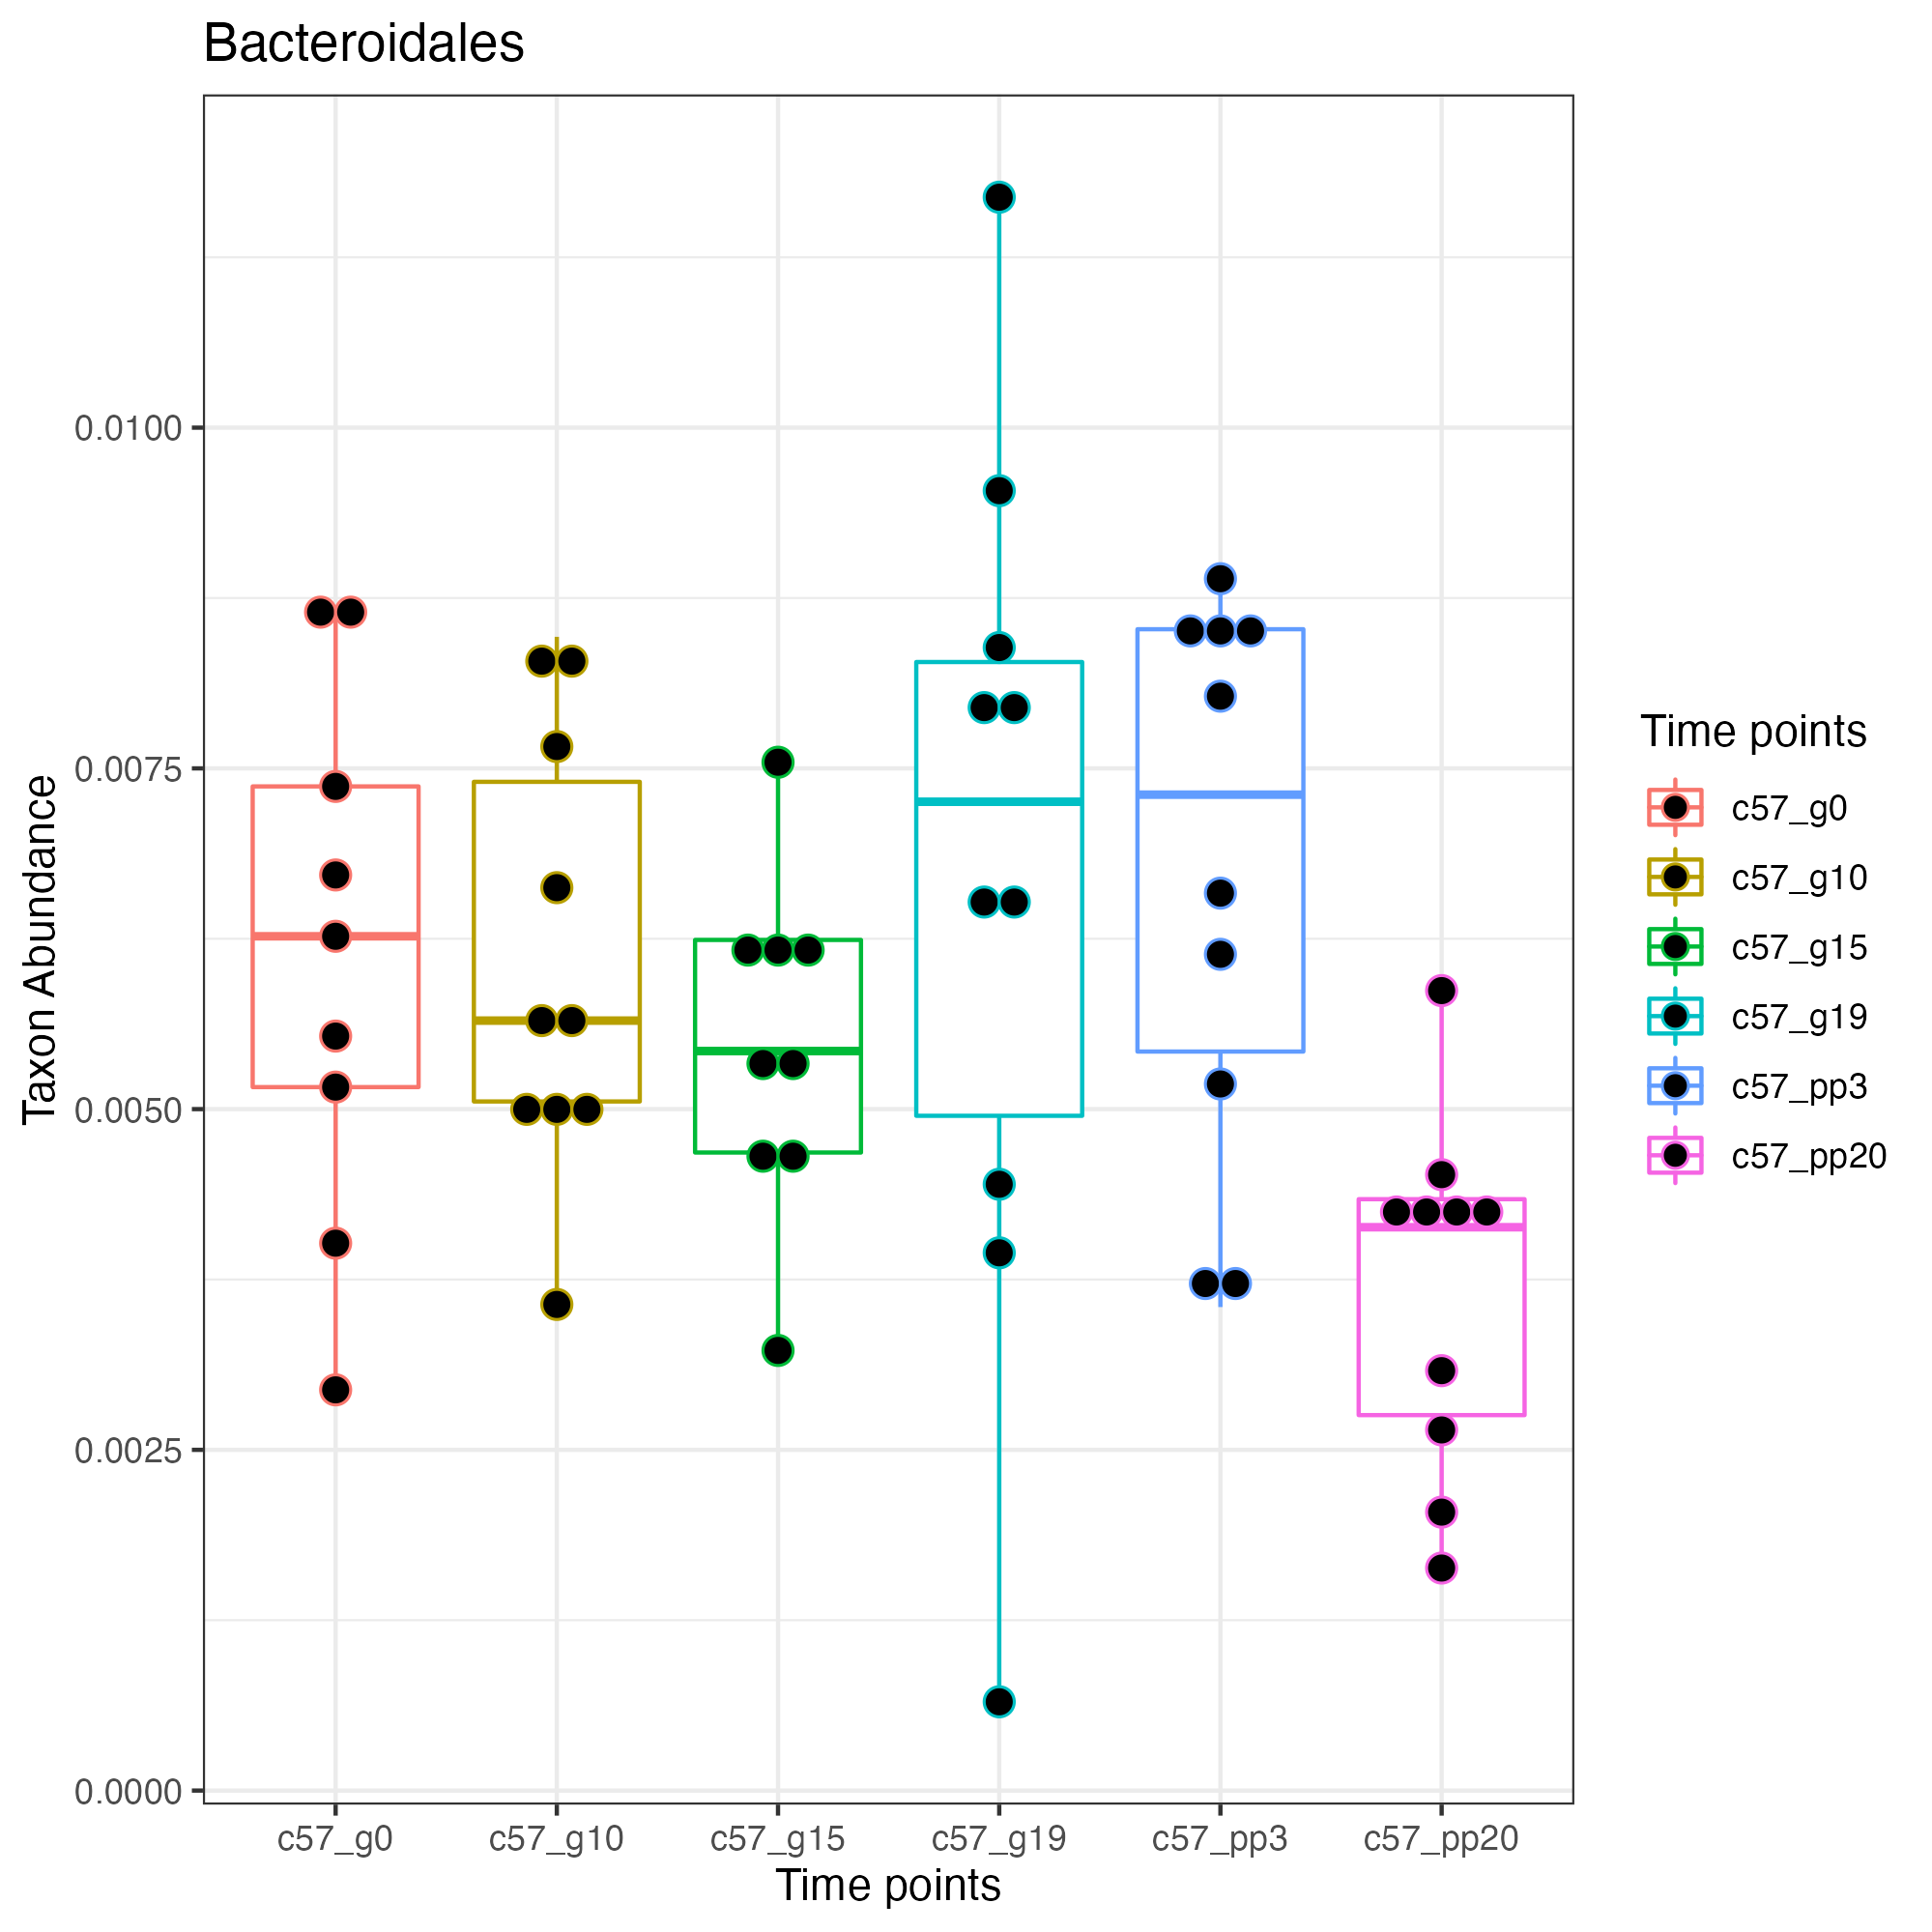 Bacteroidales
Taxon Abundance
0.0100
0.0075
0.0050
0.0025
0.0000
c57_g0
c57_g10
c57_g15
c57_g19
c57_pp3
c57_pp20
Time points
Time points
c57_g0
c57_g10
c57_g15
c57_g19
c57_pp3
c57_pp20